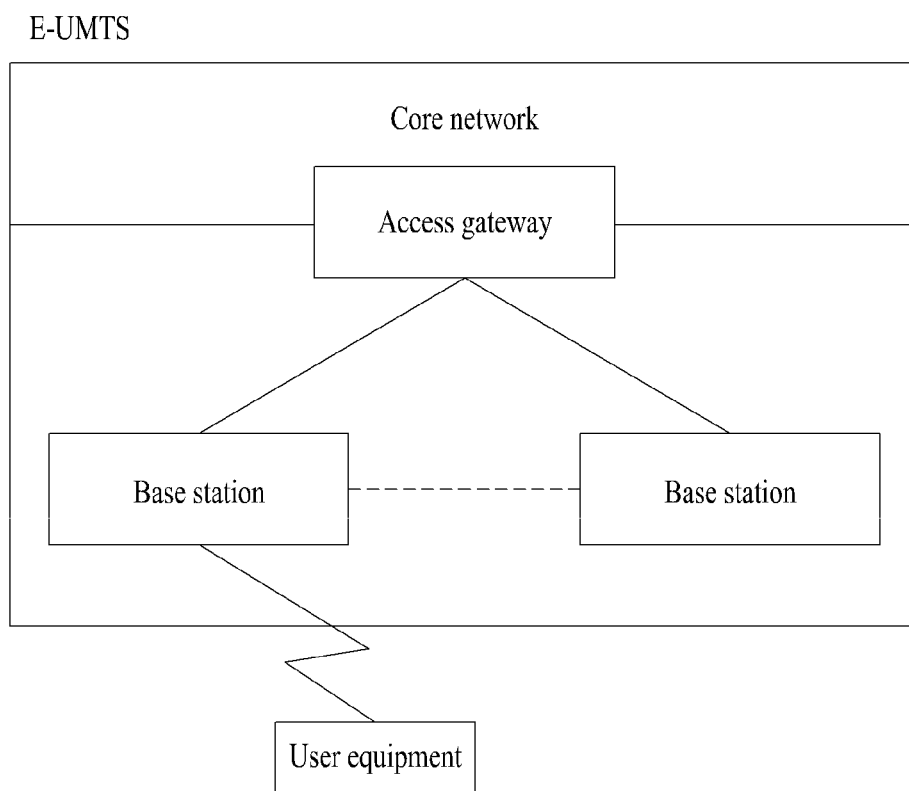 E-UMTS
Core network
Access gateway
Base station
Base station
User equipment